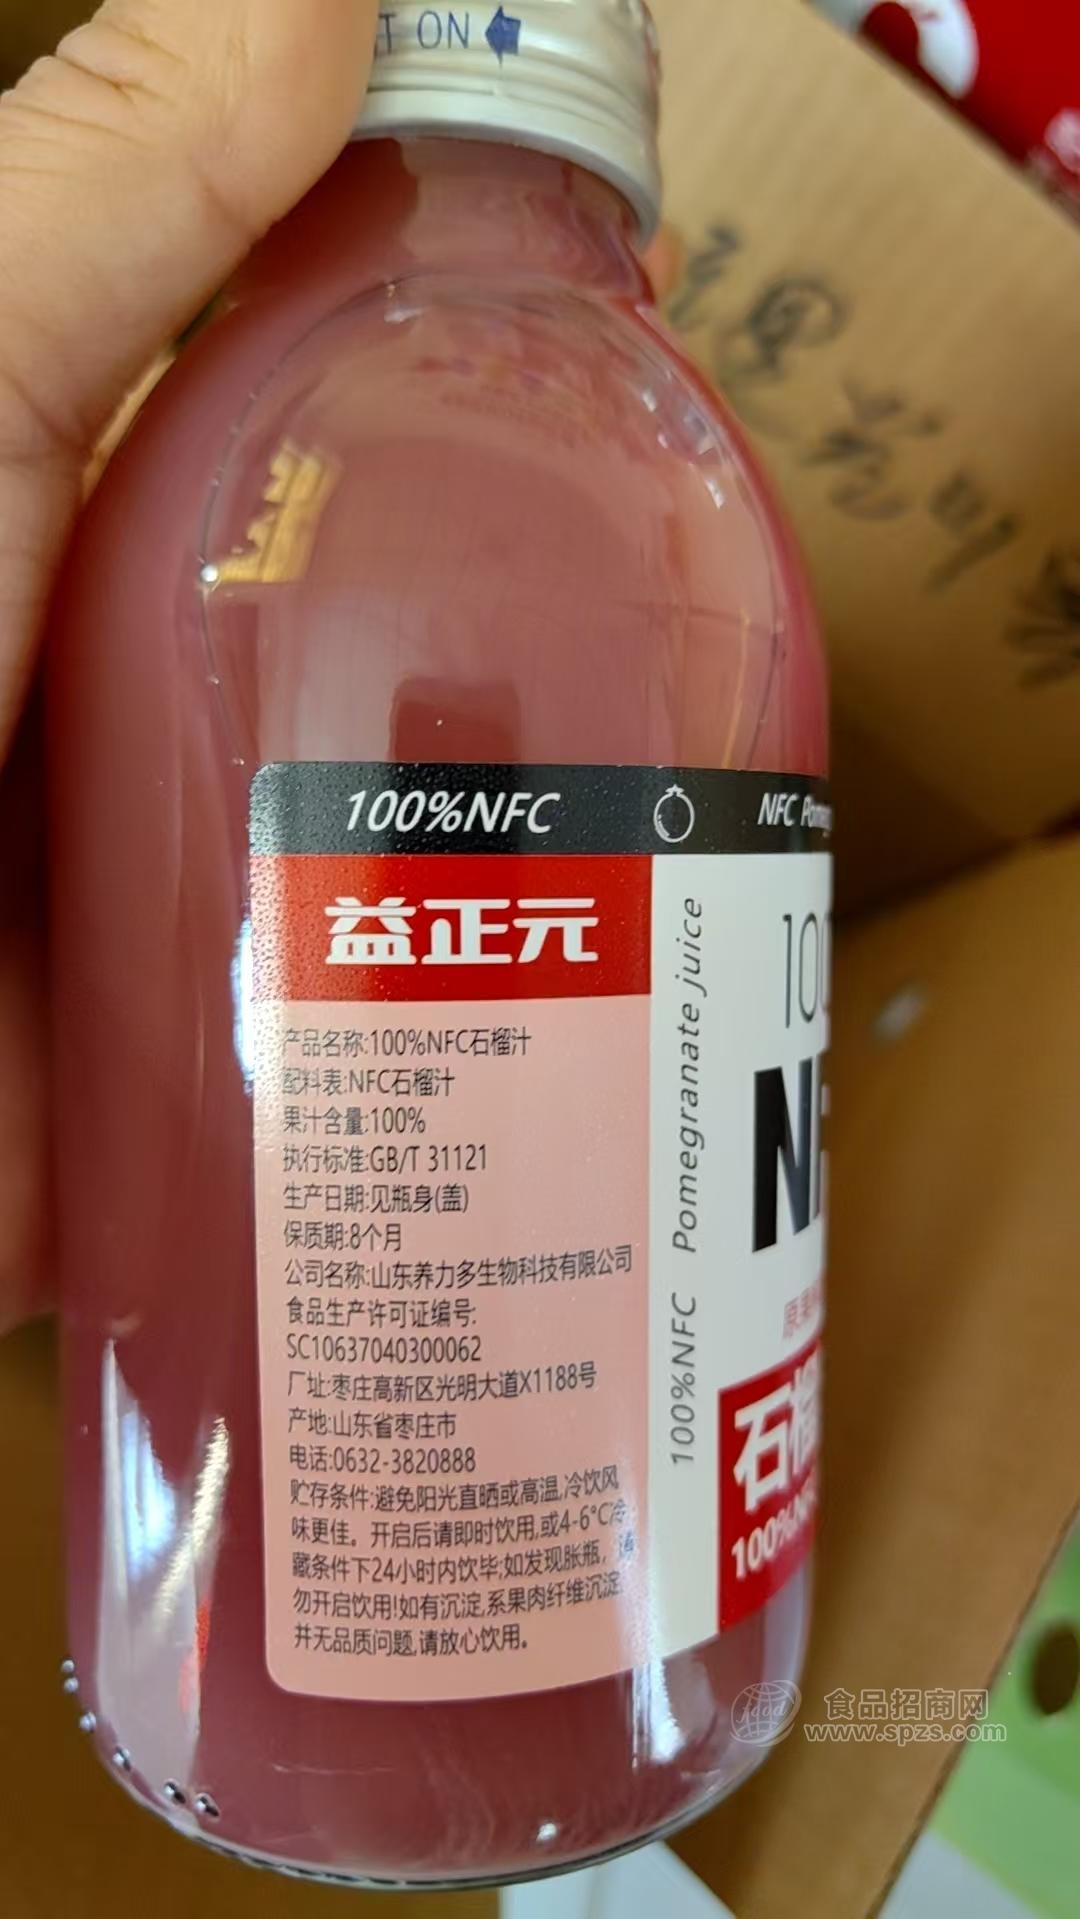 ON
100%NFC
NFC
益正元
产品名称:100%NFC石榴汁
配料表:NFC石榴汁
果汁含量:100%
执行标准:GB/T 31121
生产日期:见瓶身(盖)
保质期:8个月
公司名称:山东养力多生物科技有限公司
食品生产许可证编号:
SC10637040300062
厂址:枣庄高新区光明大道X1188号
产地:山东省枣庄市
电话:0632-3820888
贮存条件:避免阳光直晒或高温,冷饮风
味更佳。开启后请即时饮用,或4-6°C冷
藏条件下24小时内饮毕;如发现胀瓶,请
勿开启饮用!如有沉淀,系果肉纤维沉淀,
并无品质问题,请放心饮用。
100%NFC Pomegranate juice
石榴
100%NFC
食品招商网
www.spzs.com